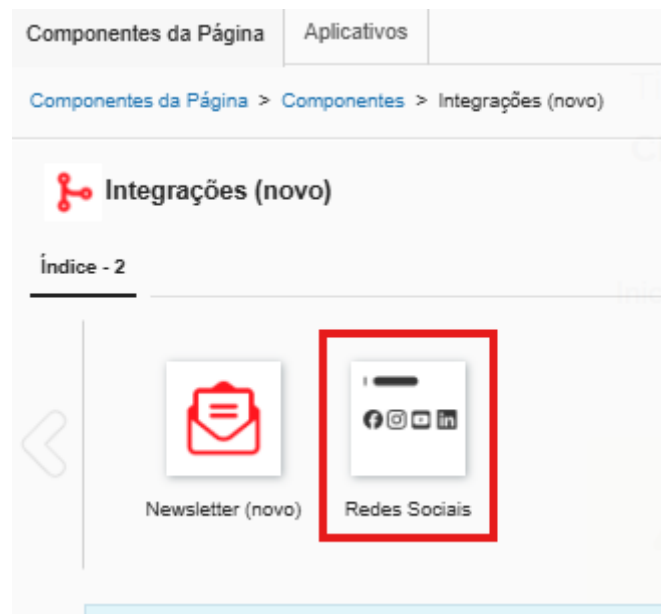 Componentes da Página Aplicativos
Componentes da Página > Componentes > Integrações (novo)
Integrações (novo)
Índice - 2
Newsletter (novo) Redes Sociais